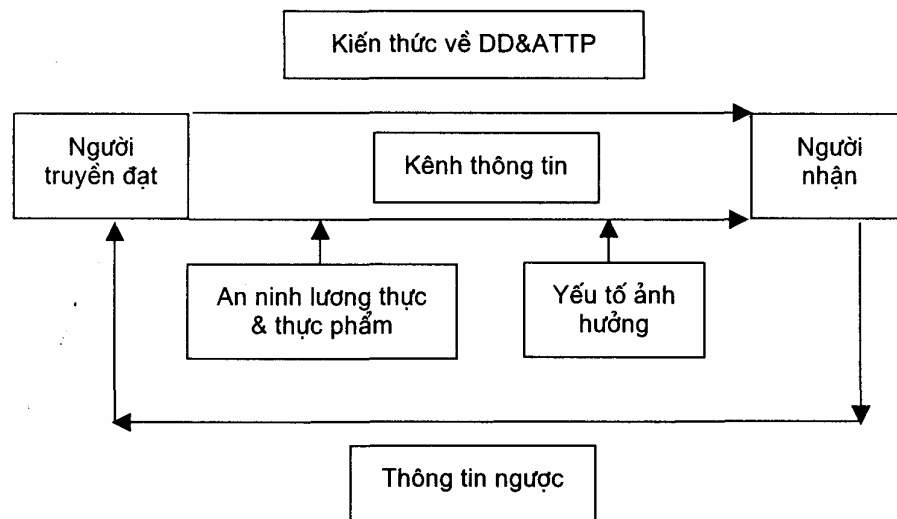 Kiến thức về DD&ATTP
Người
truyền đạt
Kênh thông tin
Người
nhận
An ninh lương thực
& thực phẩm
Yếu tố ảnh
hưởng
Thông tin ngược